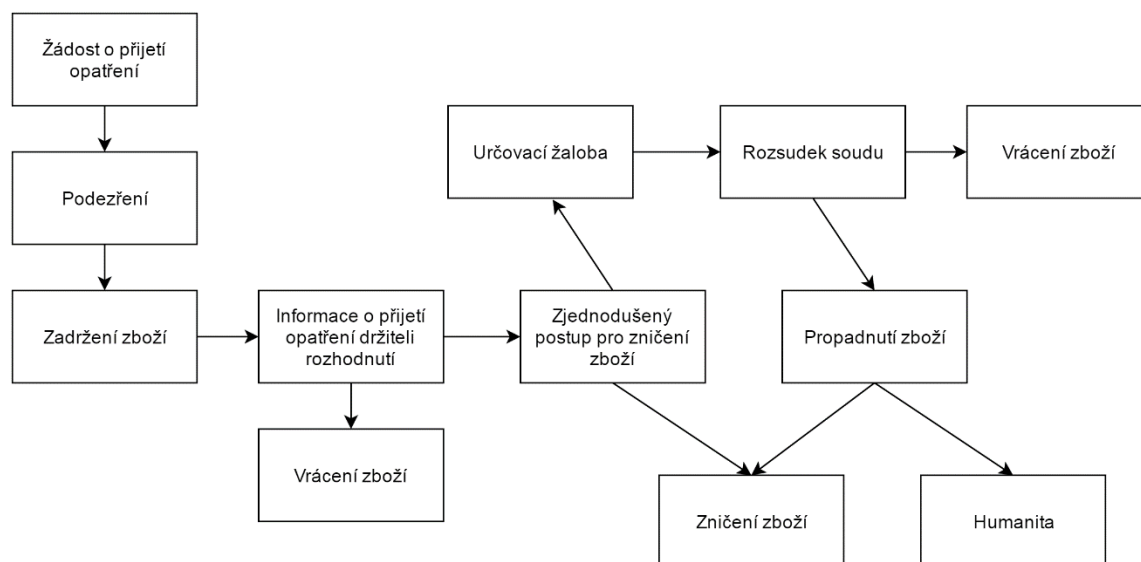 Žádost o přijetí
opatření
Určovací žaloba
Rozsudek soudu
Vrácení zboží
Podezření
Zadržení zboží
Informace o přijetí
opatření držiteli
rozhodnutí
Zjednodušený
postup pro zničení
zboží
Propadnutí zboží
Vrácení zboží
Zničení zboží
Humanita